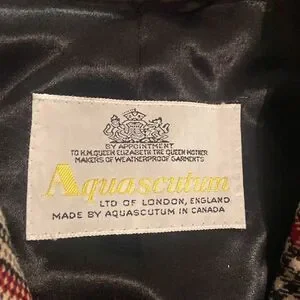 BY APPOINTMENT
TO H.M. QUEEN ELIZABETH THE QUEEN MOTHER
MAKERS OF WEATHERPROOF GARMENTS
Aquascutum
LTD OF LONDON, ENGLAND
MADE BY AQUASCUTUM IN CANADA